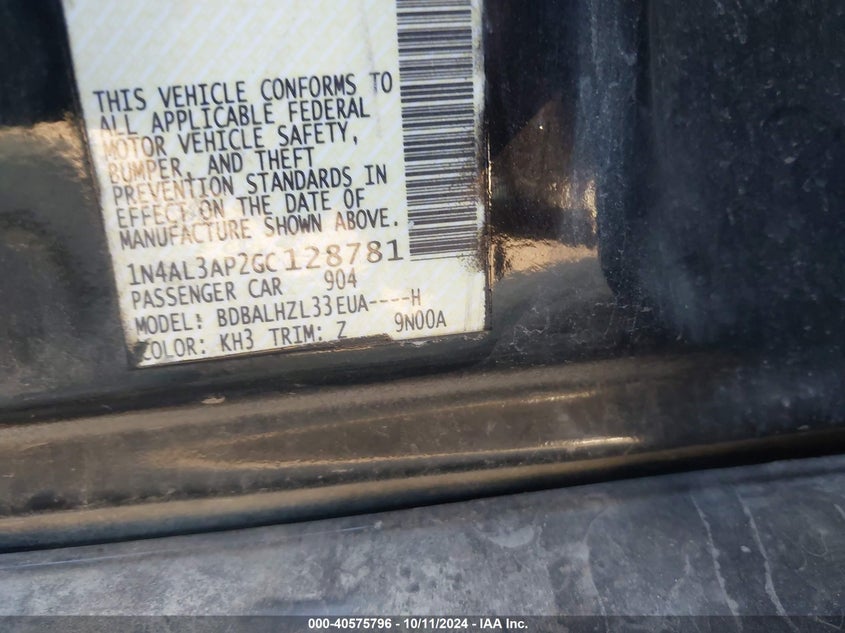 THIS VEHICLE CONFORMS TO
ALL APPLICABLE FEDERAL
MOTOR VEHICLE SAFETY,
BUMPER, AND THEFT
PREVENTION STANDARDS IN
EFFECT ON THE DATE OF
MANUFACTURE SHOWN ABOVE.
1N4AL3AP2GC128781
PASSENGER CAR 904
MODEL: BDBALHZL33EUA----H
COLOR: KH3 TRIM: Z 9N00A
000-40575796 - 10/11/2024 - IAA Inc.